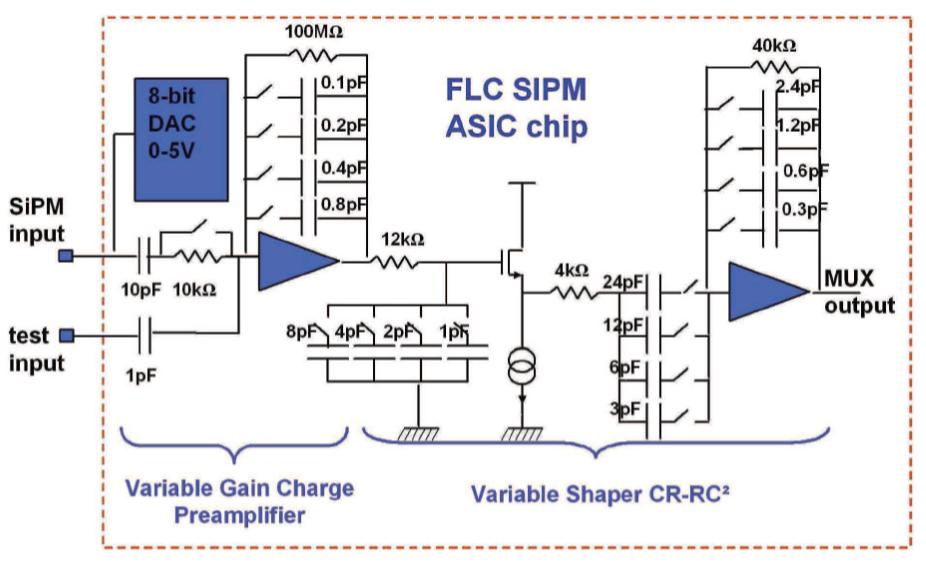 100MΩ
40kΩ
8-bit
DAC
0-5V
0.1pF
0.2pF
0.4pF
0.8pF
FLC SIPM
ASIC chip
2.4pF
1.2pF
0.6pF
0.3pF
SiPM
input
10pF
10kΩ
12kΩ
4kΩ
24pF
12pF
6pF
3pF
MUX
output
test
input
1pF
8pF
4pF
2pF
1pF
Variable Gain Charge
Preamplifier
Variable Shaper CR-RC²